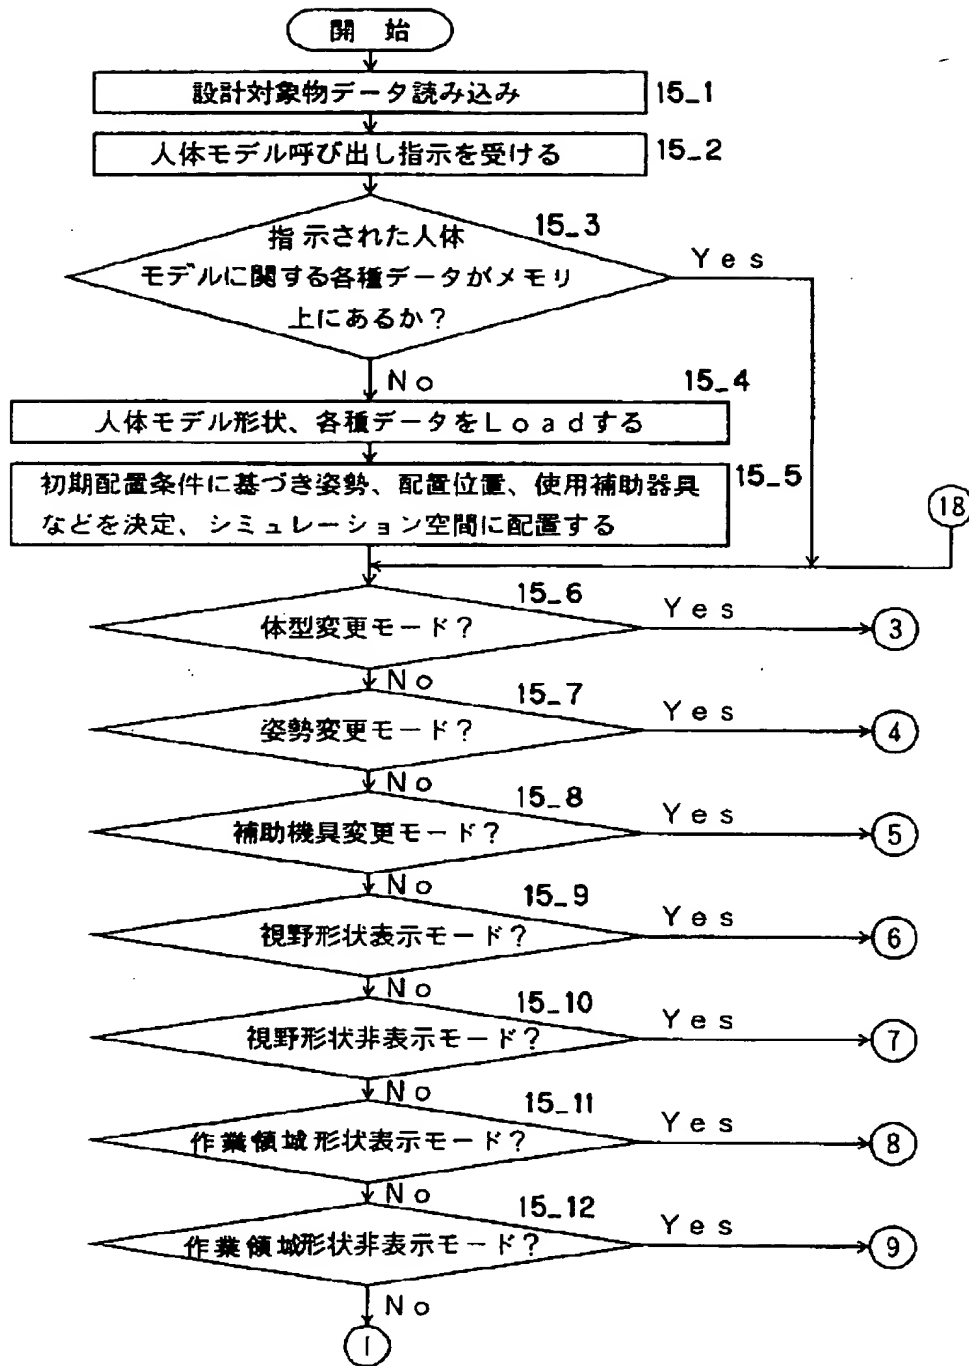 開始
設計対象物データ読み込み
15_1
人体モデル呼び出し指示を受ける
15_2
15_3
指示された人体
モデルに関する各種データがメモリ
上にあるか？
Yes
No
15_4
人体モデル形状、各種データをLoadする
15_5
初期配置条件に基づき姿勢、配置位置、使用補助器具
などを決定、シミュレーション空間に配置する
18
15_6
体型変更モード？
Yes
3
No
15_7
姿勢変更モード？
Yes
4
No
15_8
補助機具変更モード？
Yes
5
No
15_9
視野形状表示モード？
Yes
6
No
15_10
視野形状非表示モード？
Yes
7
No
15_11
作業領域形状表示モード？
Yes
8
No
15_12
作業領域形状非表示モード？
Yes
9
No
1